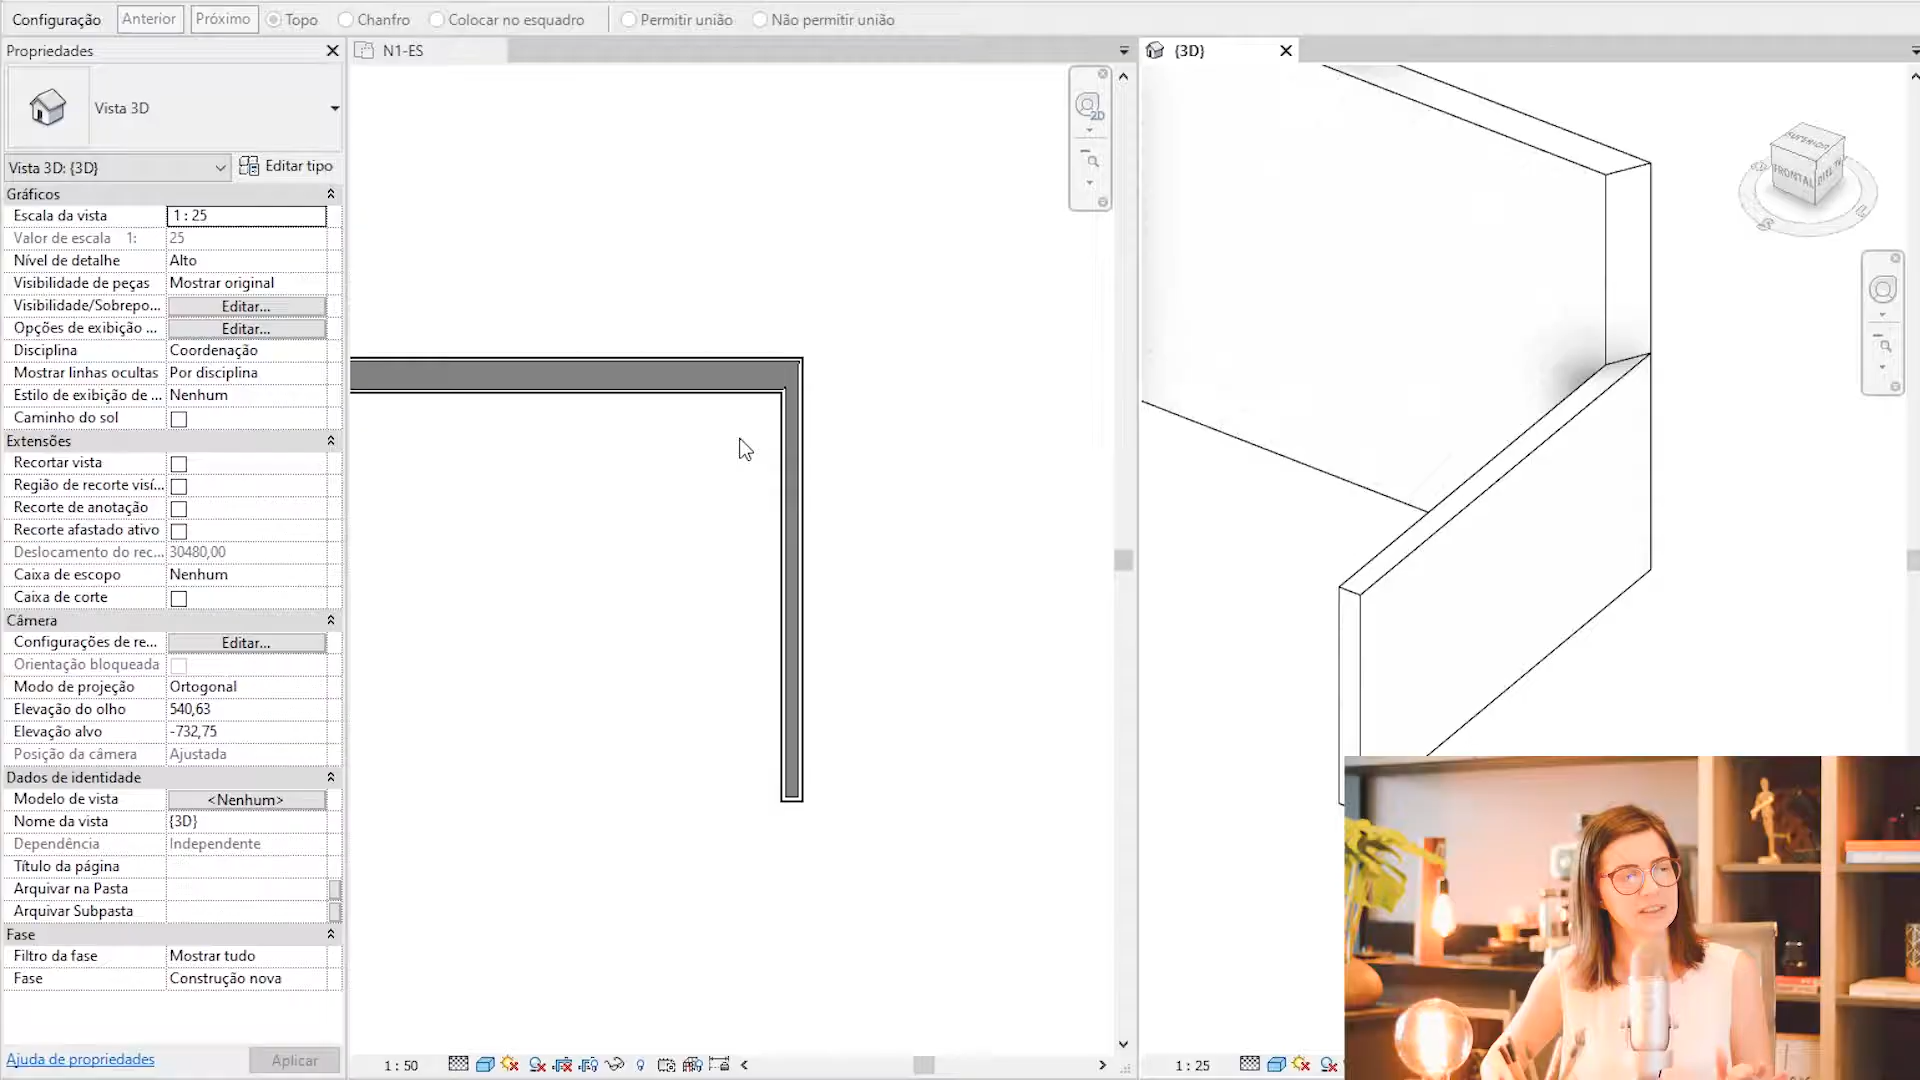 Configuração Anterior Próximo Topo Chanfro Colocar no esquadro Permitir união Não permitir união
Propriedades
N1-ES
{3D}
Vista 3D
Vista 3D: {3D} Editar tipo
Gráficos
Escala da vista 1 : 25
Valor de escala 1: 25
Nível de detalhe Alto
Visibilidade de peças Mostrar original
Visibilidade/Sobrepo... Editar...
Opções de exibição ... Editar...
Disciplina Coordenação
Mostrar linhas ocultas Por disciplina
Estilo de exibição de ... Nenhum
Caminho do sol
Extensões
Recortar vista
Região de recorte visí...
Recorte de anotação
Recorte afastado ativo
Deslocamento do rec... 30480,00
Caixa de escopo Nenhum
Caixa de corte
Câmera
Configurações de re... Editar...
Orientação bloqueada
Modo de projeção Ortogonal
Elevação do olho 540,63
Elevação alvo -732,75
Posição da câmera Ajustada
Dados de identidade
Modelo de vista <Nenhum>
Nome da vista {3D}
Dependência Independente
Título da página
Arquivar na Pasta
Arquivar Subpasta
Fase
Filtro da fase Mostrar tudo
Fase Construção nova
Ajuda de propriedades Aplicar
2D
1 : 50
SUPERIOR
FRONTAL
1 : 25